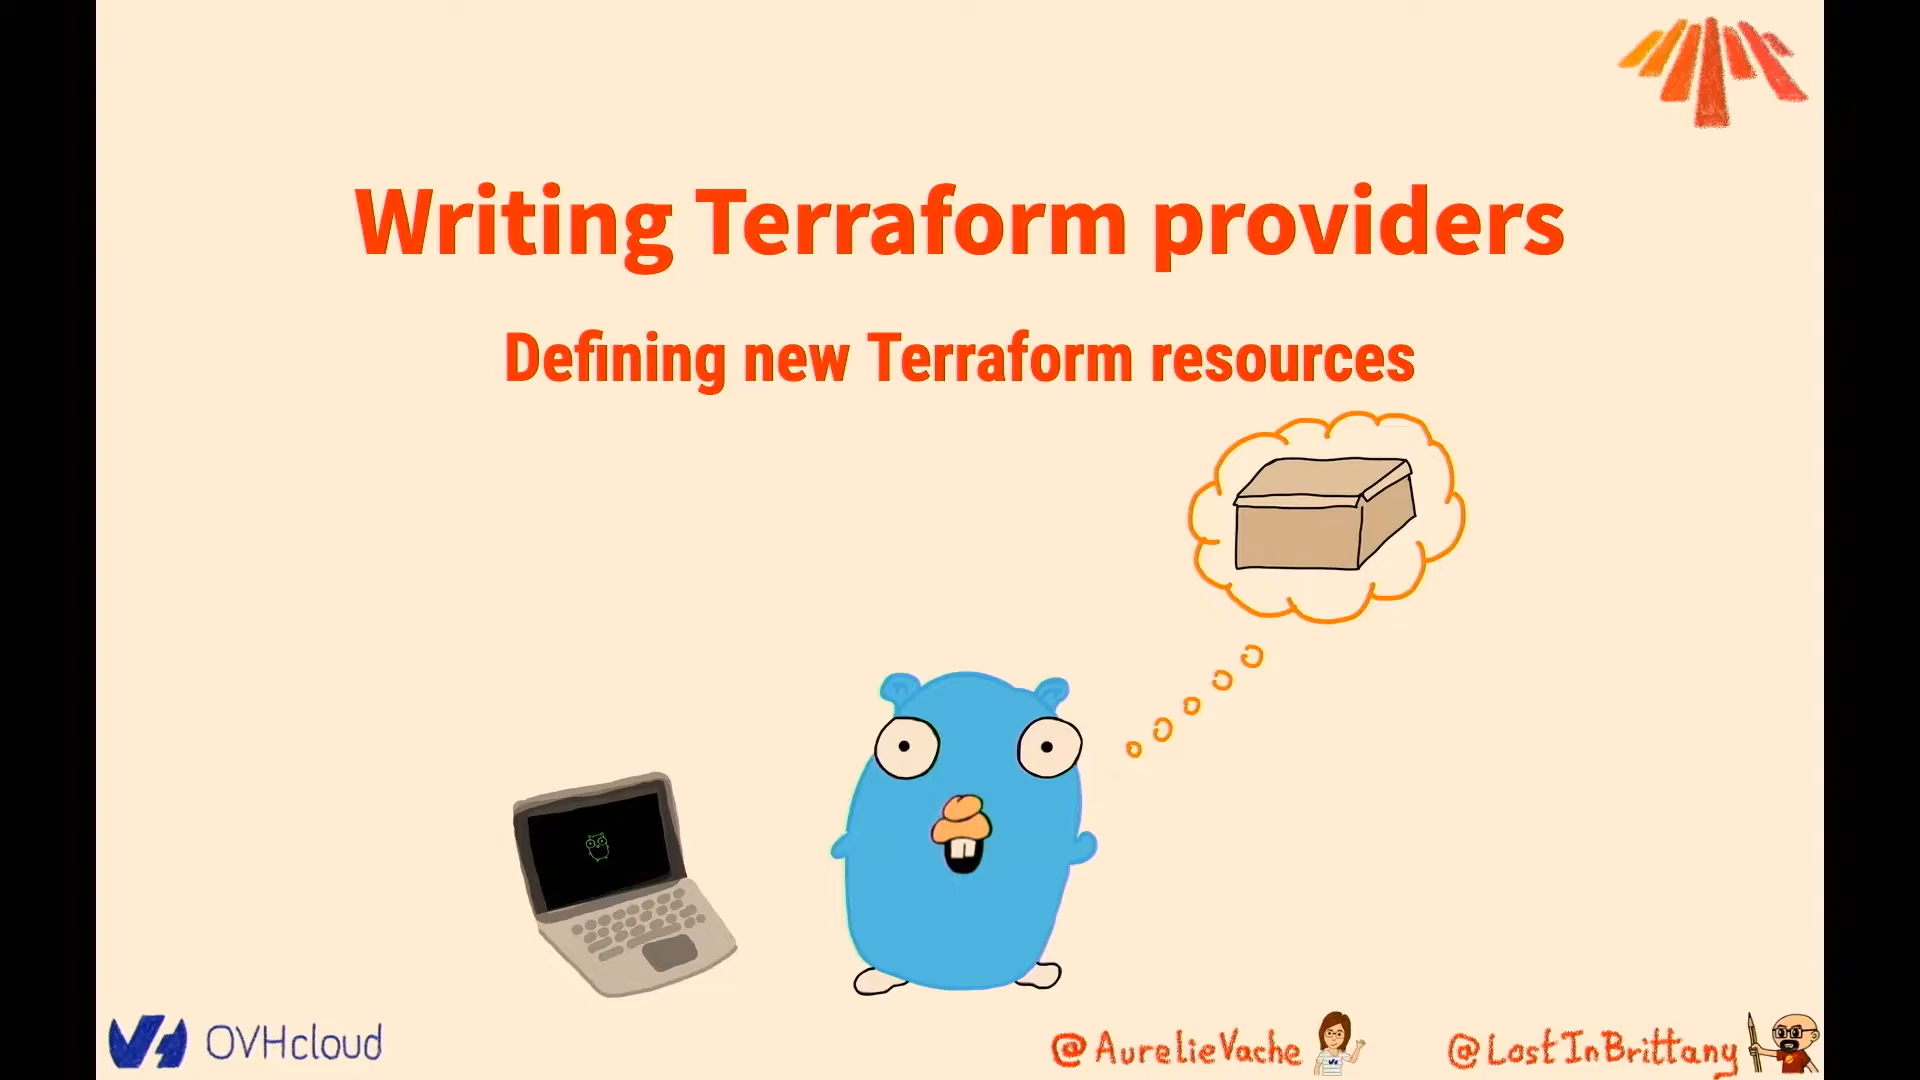 Writing Terraform providers
Defining new Terraform resources
OVHcloud
@AurelieVache
@LostInBrittany